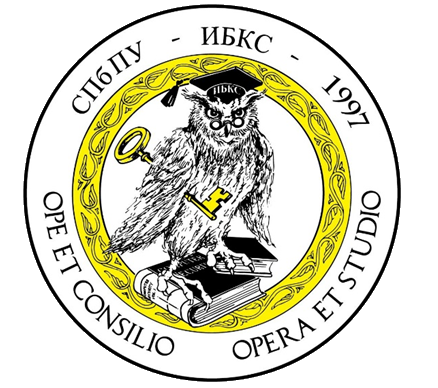 СПбПУ - ИБКС - 1997
ИБКС
OPE ET CONSILIO
OPERA ET STUDIO